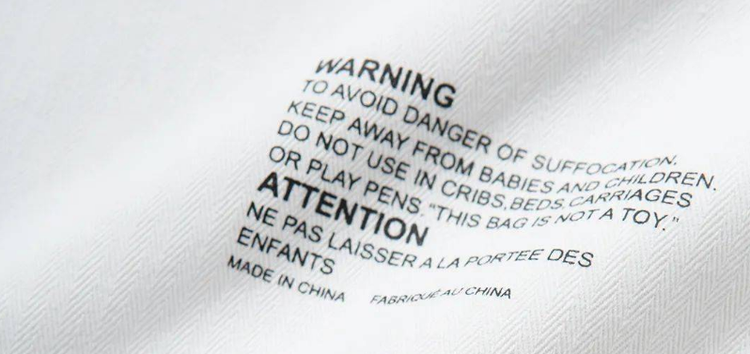 WARNING
TO AVOID DANGER OF SUFFOCATION,
KEEP AWAY FROM BABIES AND CHILDREN.
DO NOT USE IN CRIBS, BEDS, CARRIAGES
OR PLAY PENS. "THIS BAG IS NOT A TOY."
ATTENTION
NE PAS LAISSER A LA PORTEE DES
ENFANTS
MADE IN CHINA FABRIQUÉ AU CHINA